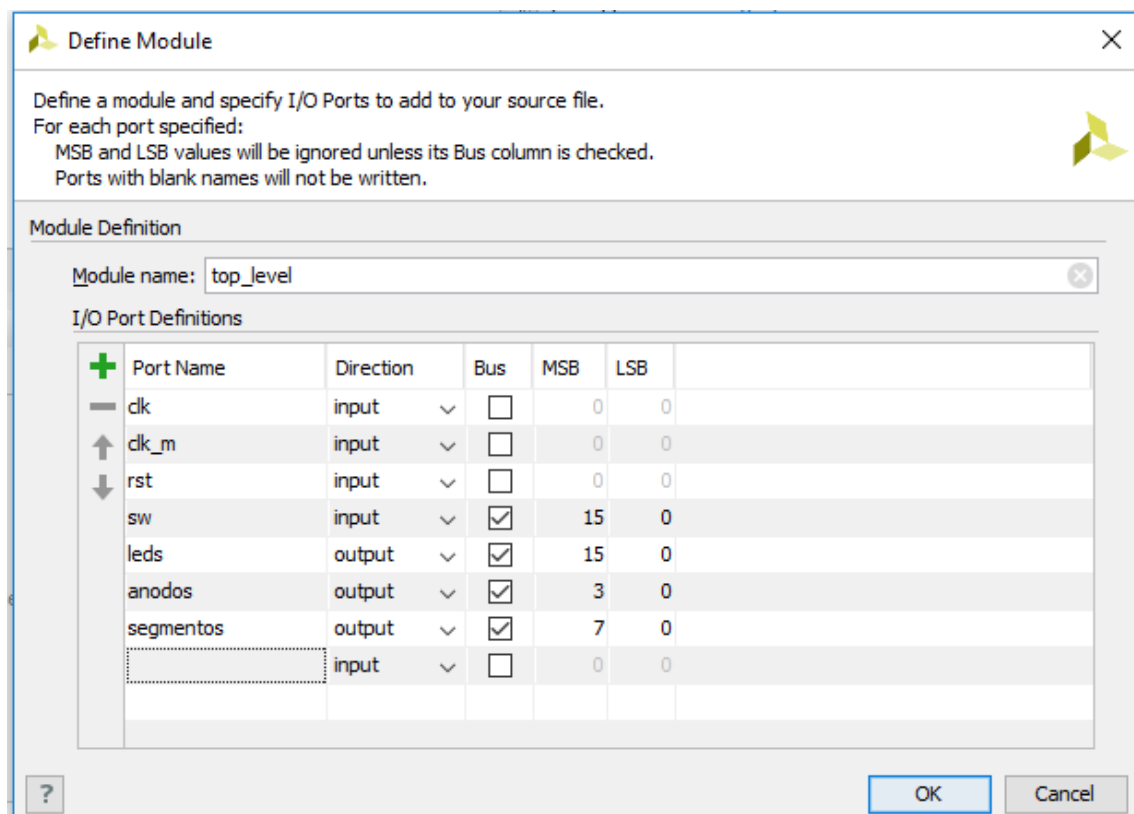 Define Module
Define a module and specify I/O Ports to add to your source file.
For each port specified:
MSB and LSB values will be ignored unless its Bus column is checked.
Ports with blank names will not be written.
Module Definition
Module name: top_level
I/O Port Definitions
Port Name Direction Bus MSB LSB
clk input 0 0
clk_m input 0 0
rst input 0 0
sw input 15 0
leds output 15 0
anodos output 3 0
segmentos output 7 0
input 0 0
? OK Cancel